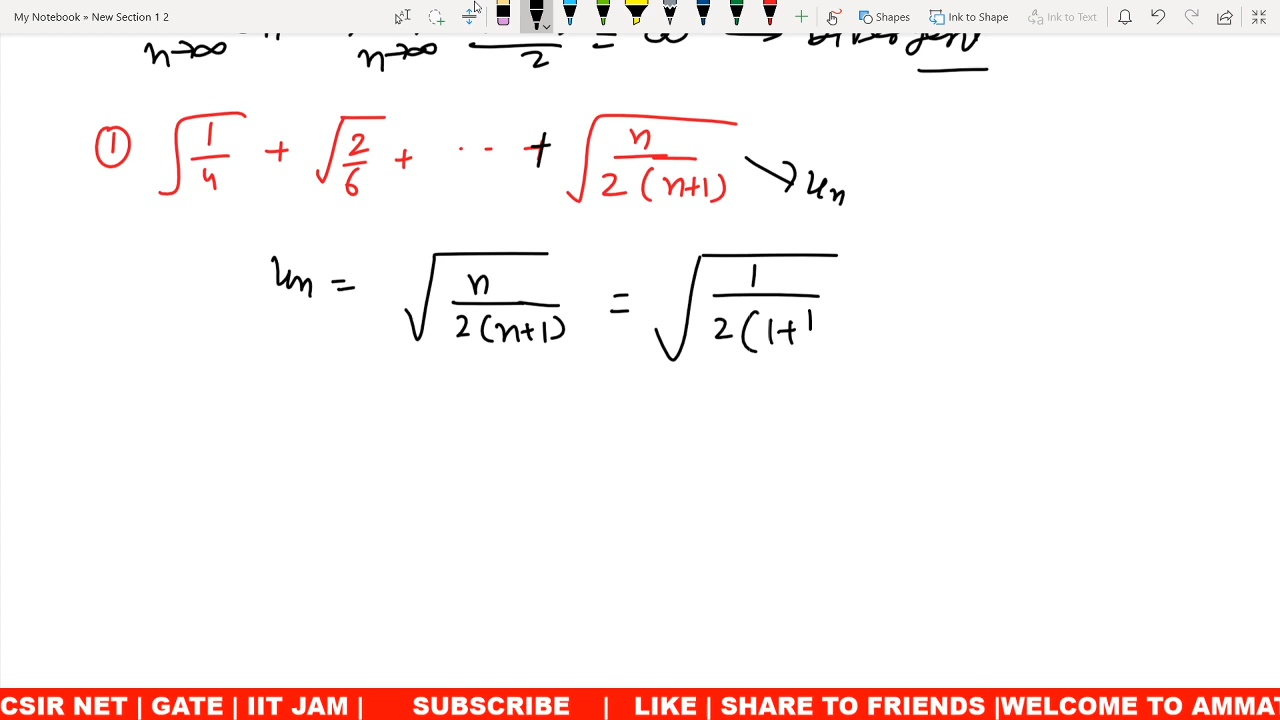 My Notebook » New Section 1 2 Shapes Ink to Shape Ink to Text
n→∞ n→∞ 2 = ∞ →
① √(1/4) + √(2/6) + ... + √(n/2(n+1)) → un
un = √(n/2(n+1)) = √(1/2(1+1
CSIR NET | GATE | IIT JAM | SUBSCRIBE | LIKE | SHARE TO FRIENDS |WELCOME TO AMMA